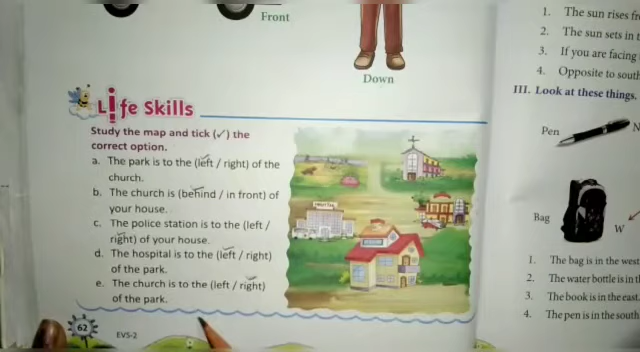 Front
Down
Life Skills
Study the map and tick (✓) the
correct option.
a. The park is to the (left / right) of the
church.
b. The church is (behind / in front) of
your house.
c. The police station is to the (left /
right) of your house.
d. The hospital is to the (left / right)
of the park.
e. The church is to the (left / right)
of the park.
62
EVS-2
1. The sun rises
2. The sun sets in
3. If you are facing
4. Opposite to
III. Look at these things.
Pen
N
Bag
W
1. The bag is in the west
2. The water bottle is in
3. The book is in the east.
4. The pen is in the south